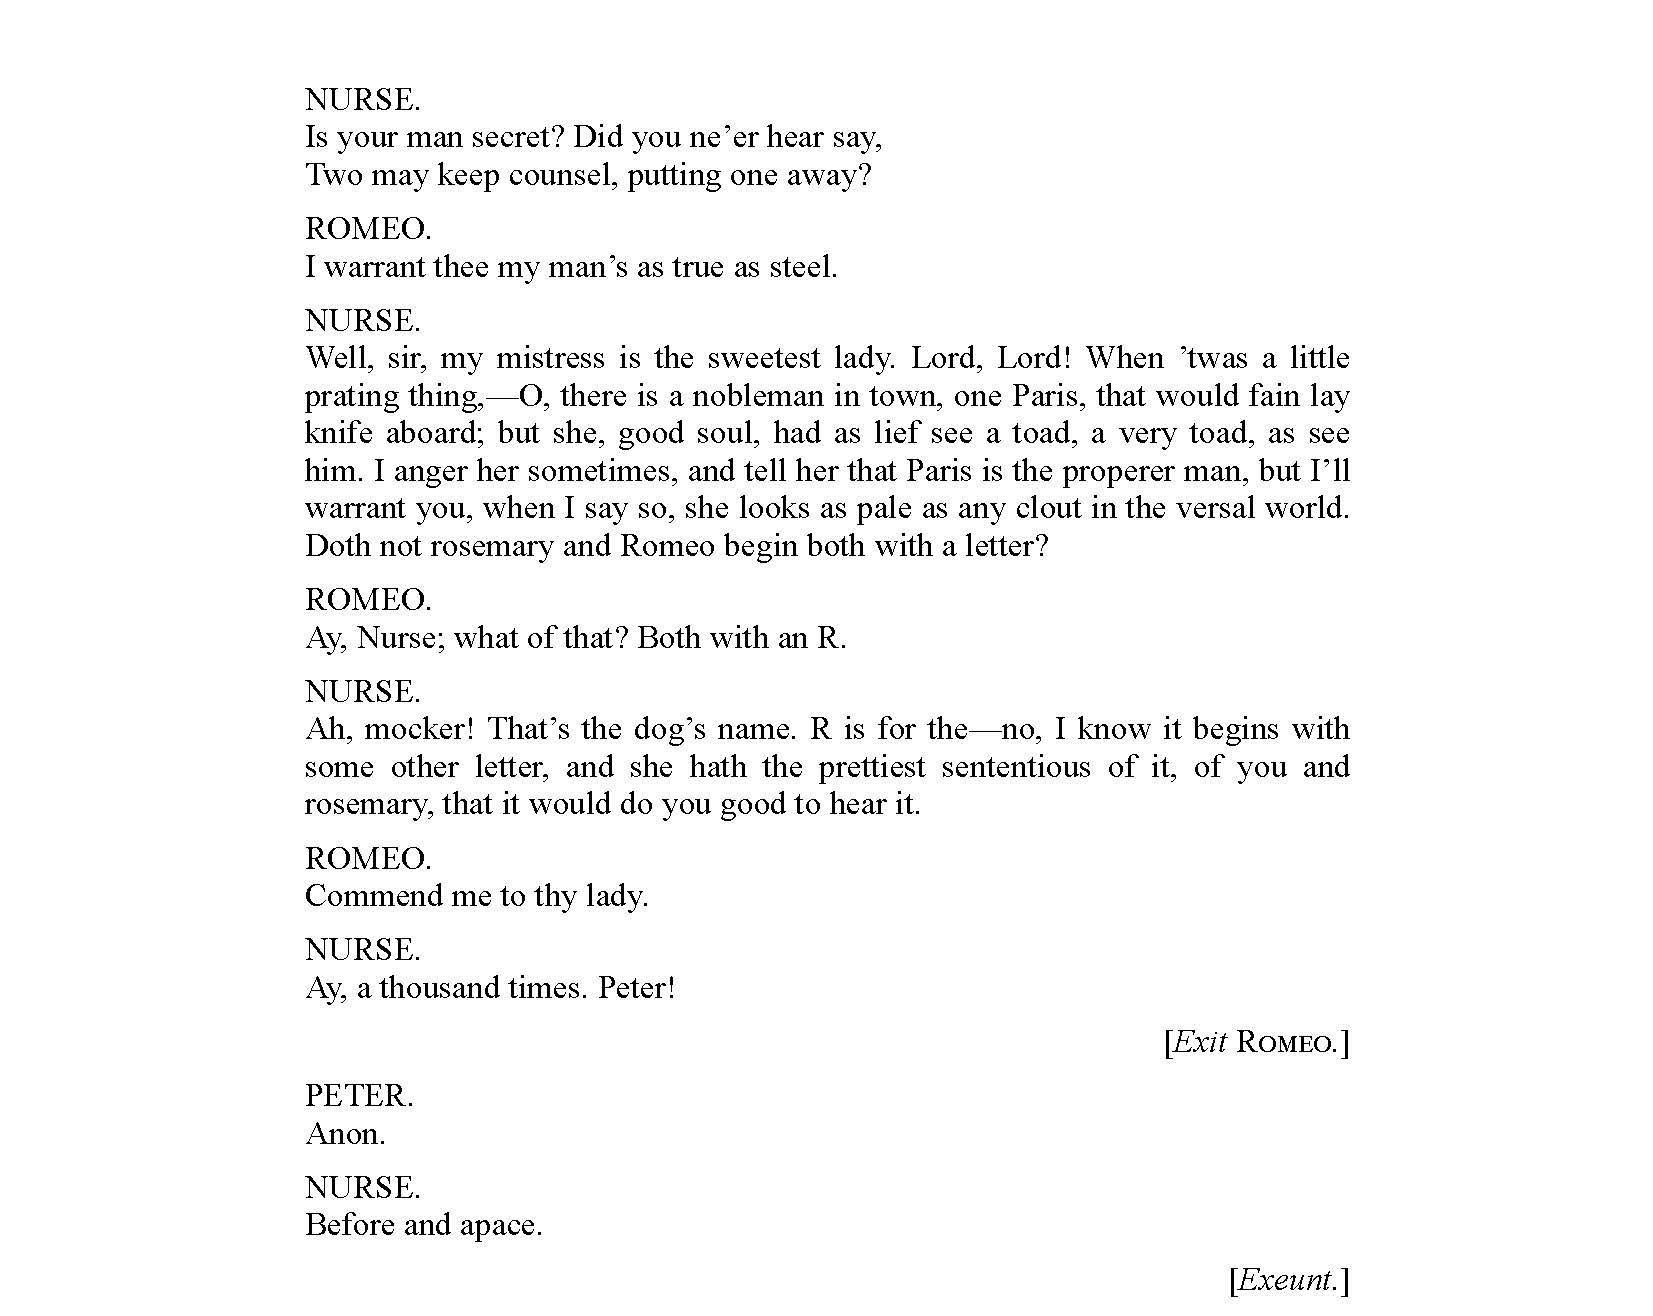 NURSE.
Is your man secret? Did you ne’er hear say,
Two may keep counsel, putting one away?
ROMEO.
I warrant thee my man’s as true as steel.
NURSE.
Well, sir, my mistress is the sweetest lady. Lord, Lord! When ’twas a little
prating thing,—O, there is a nobleman in town, one Paris, that would fain lay
knife aboard; but she, good soul, had as lief see a toad, a very toad, as see
him. I anger her sometimes, and tell her that Paris is the properer man, but I’ll
warrant you, when I say so, she looks as pale as any clout in the versal world.
Doth not rosemary and Romeo begin both with a letter?
ROMEO.
Ay, Nurse; what of that? Both with an R.
NURSE.
Ah, mocker! That’s the dog’s name. R is for the—no, I know it begins with
some other letter, and she hath the prettiest sententious of it, of you and
rosemary, that it would do you good to hear it.
ROMEO.
Commend me to thy lady.
NURSE.
Ay, a thousand times. Peter!
[Exit ROMEO.]
PETER.
Anon.
NURSE.
Before and apace.
[Exeunt.]